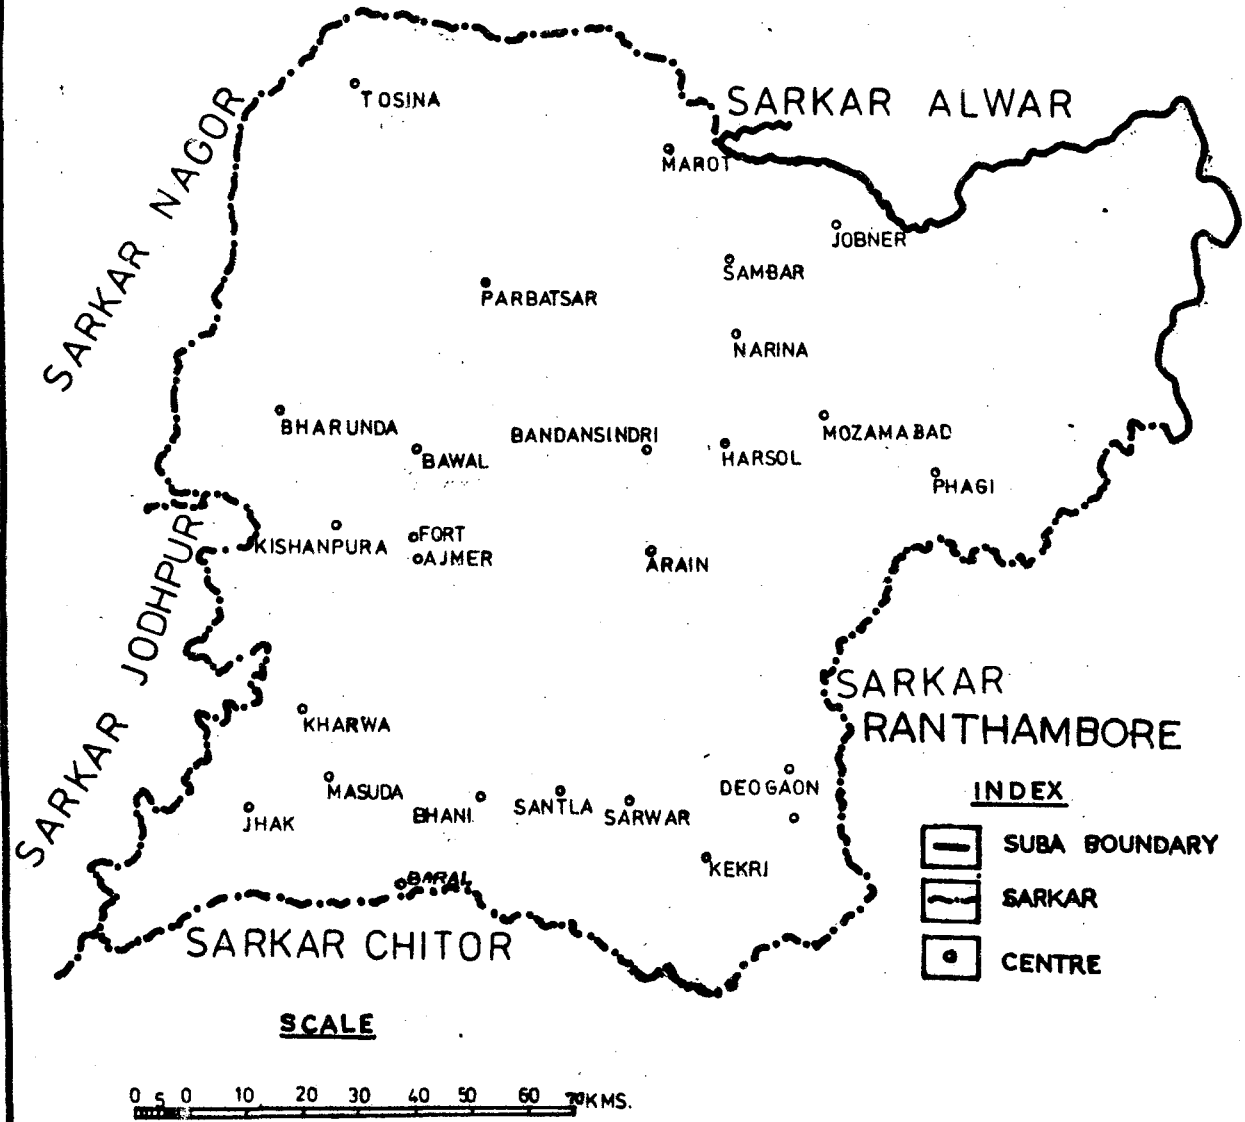 TOSINA
SARKAR ALWAR
MAROT
SARKAR NAGOR
JOBNER
SAMBAR
PARBATSAR
NARINA
BHARUNDA
BANDANSINDRI
MOZAMABAD
BAWAL
HARSOL
PHAGI
FORT
KISHANPURA
AJMER
ARAIN
SARKAR JODHPUR
SARKAR
RANTHAMBORE
KHARWA
DEOGAON
MASUDA
SANTLA
BHANI
SARWAR
JHAK
KEKRI
BARAL
SARKAR CHITOR
INDEX
SUBA BOUNDARY
SARKAR
CENTRE
SCALE
0 5 0 10 20 30 40 50 60 70 KMS.